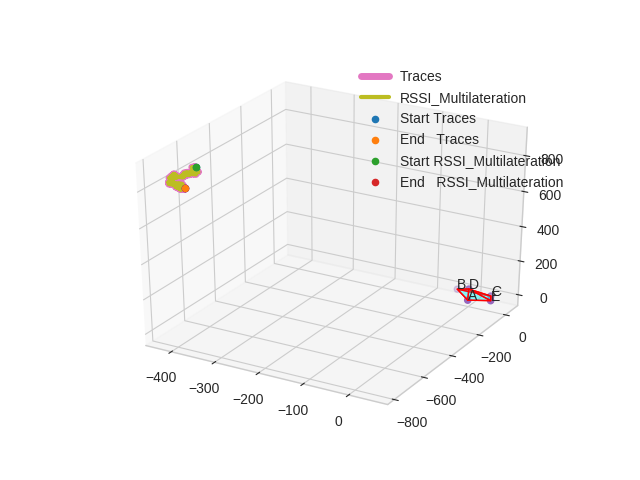 Traces
RSSI_Multilateration
Start Traces
End   Traces
Start RSSI_Multilateration
End   RSSI_Multilateration
800
600
400
200
0
B D
A C
E
0
−200
−400
−600
−800
−400
−300
−200
−100
0